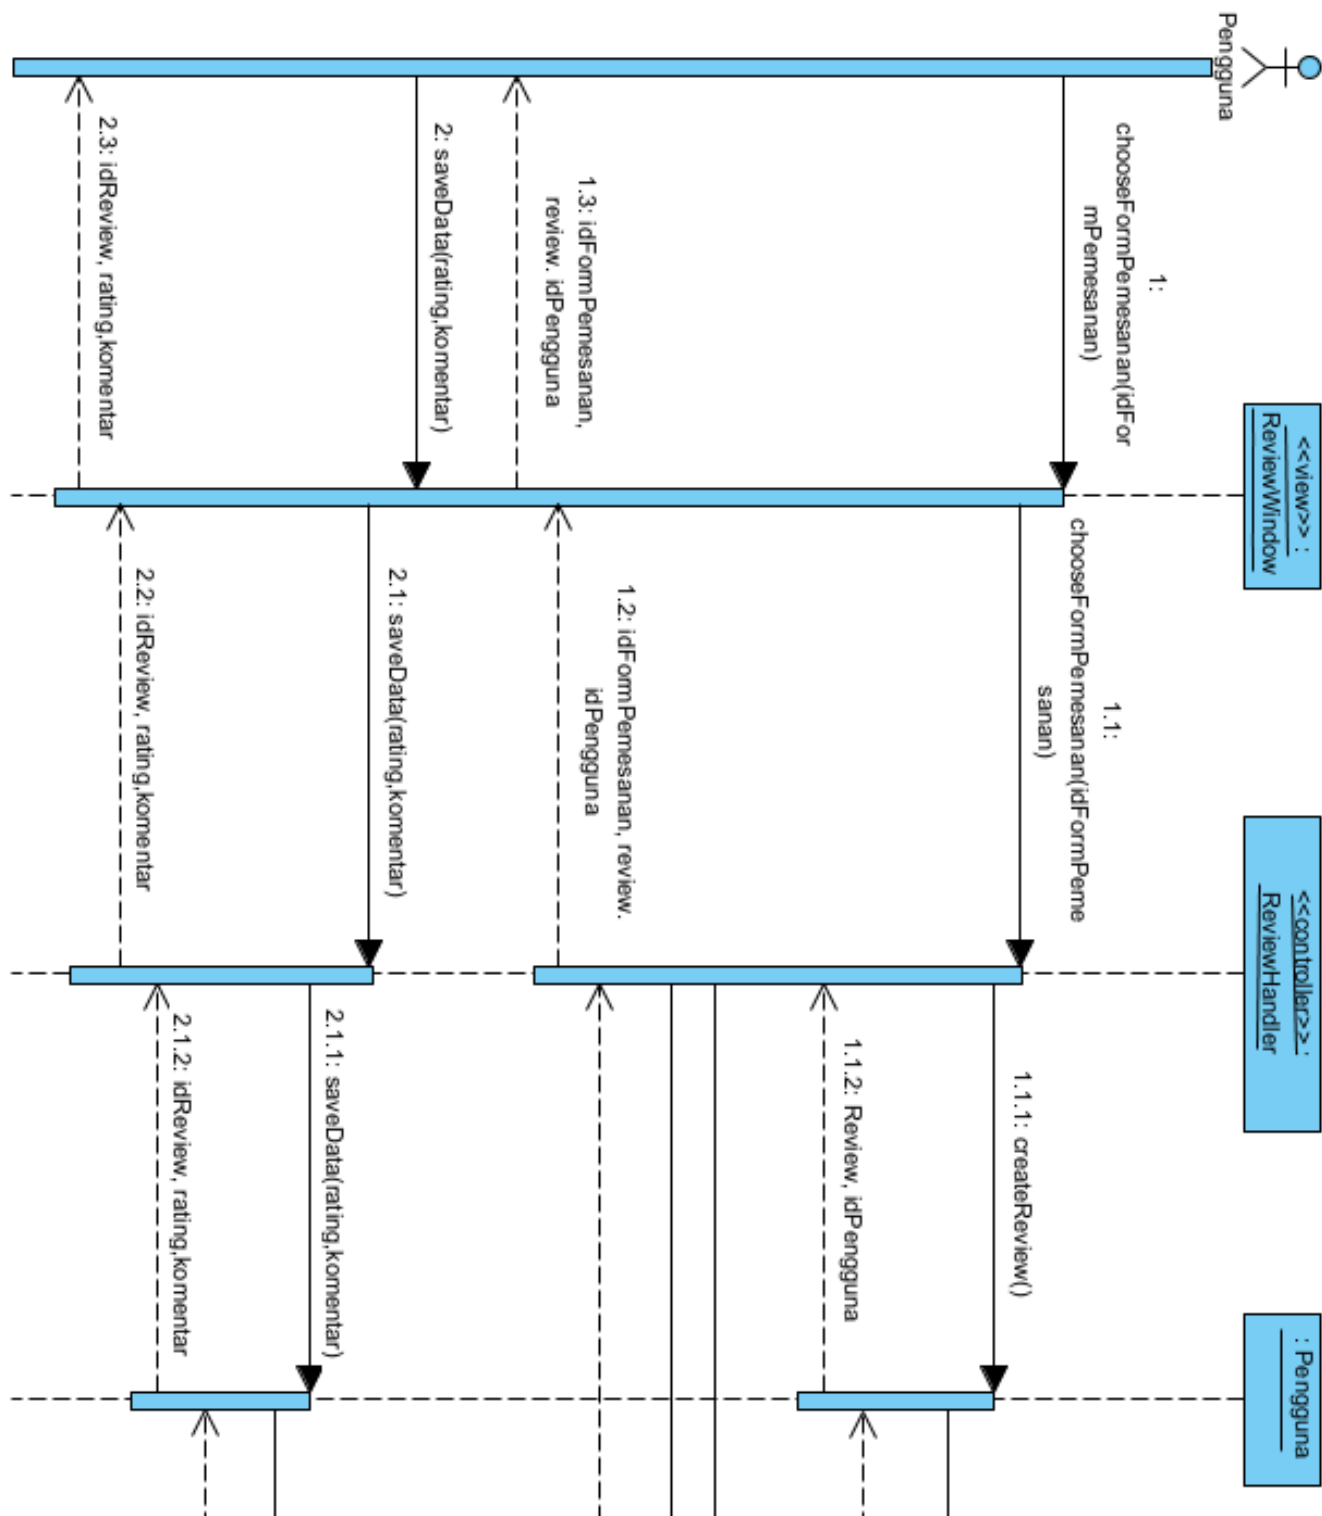 Pengguna
<<view>> :
ReviewWindow
<<controller>> :
ReviewHandler
: Pengguna
1:
chooseFormPemesanan(idFor
mPemesanan)
1.1:
chooseFormPemesanan(idFormPeme
sanan)
1.1.1: createReview()
1.1.2: Review, idPengguna
1.2: idFormPemesanan, review.
idPengguna
1.3: idFormPemesanan,
review. idPengguna
2: saveData(rating,komentar)
2.1: saveData(rating,komentar)
2.1.1: saveData(rating,komentar)
2.1.2: idReview, rating,komentar
2.2: idReview, rating,komentar
2.3: idReview, rating,komentar